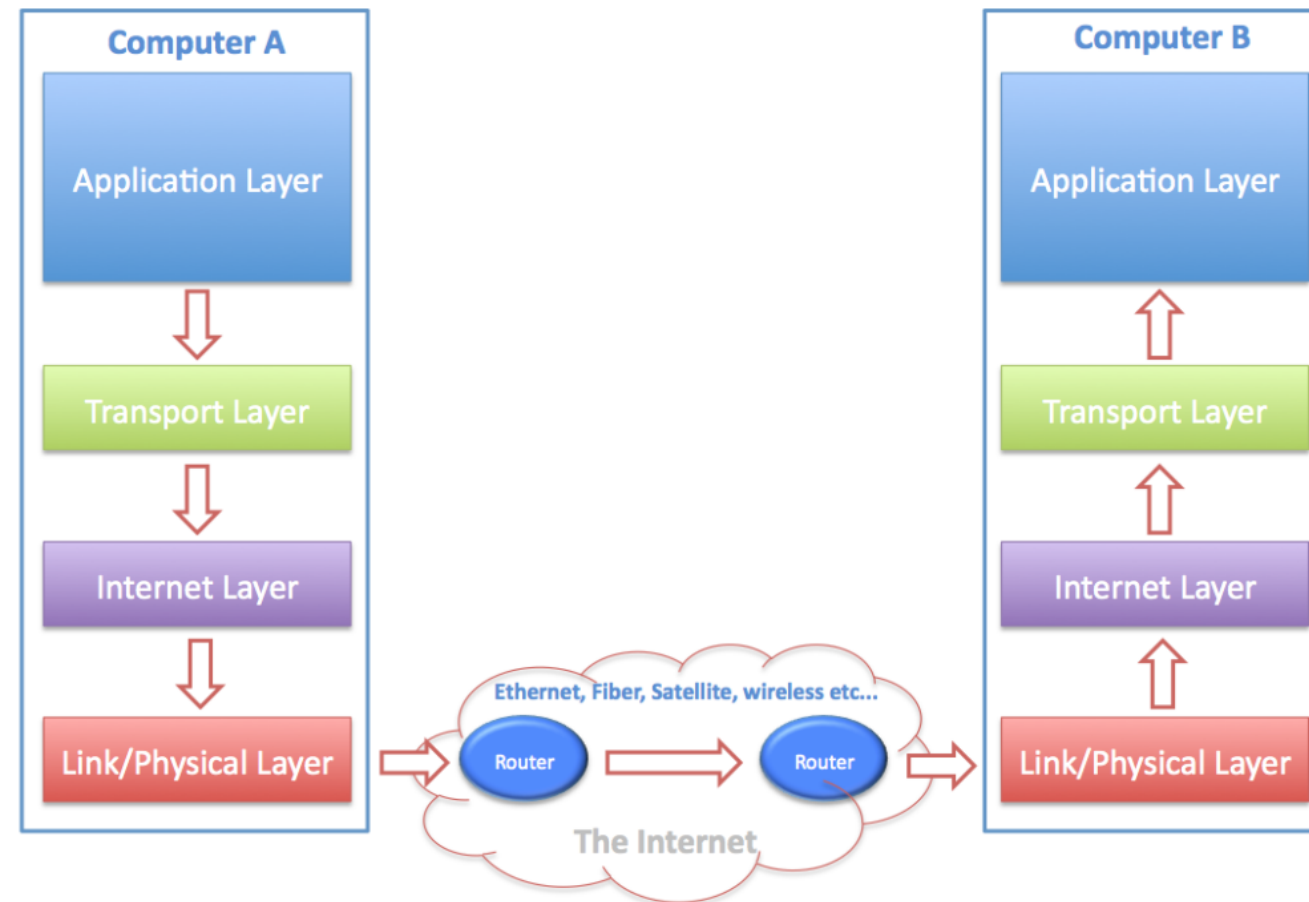 Computer A
Application Layer
Transport Layer
Internet Layer
Link/Physical Layer
Ethernet, Fiber, Satellite, wireless etc...
Router
Router
The Internet
Computer B
Application Layer
Transport Layer
Internet Layer
Link/Physical Layer